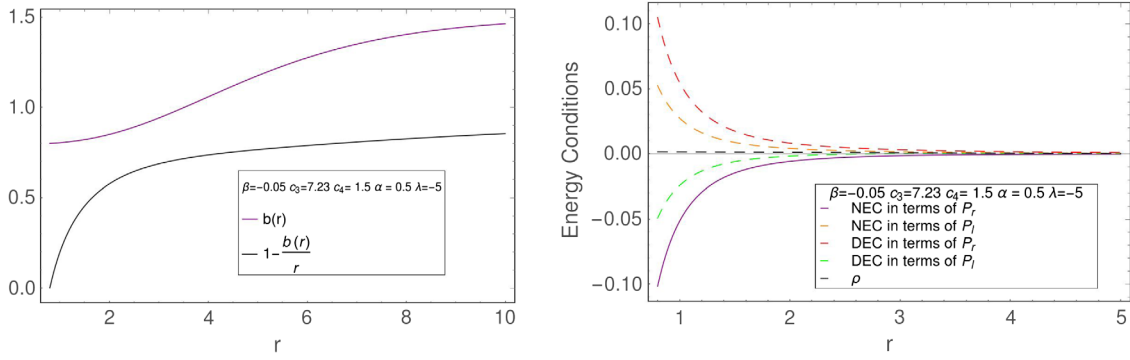 1.5
1.0
0.5
0.0
β=−0.05 c₃=7.23 c₄= 1.5 α = 0.5 λ=−5
b(r)
1− b(r)/r
2 4 6 8 10
r
Energy Conditions
0.10
0.05
0.00
−0.05
−0.10
β=−0.05 c₃=7.23 c₄= 1.5 α = 0.5 λ=−5
NEC in terms of Pᵣ
NEC in terms of Pₗ
DEC in terms of Pᵣ
DEC in terms of Pₗ
ρ
1 2 3 4 5
r